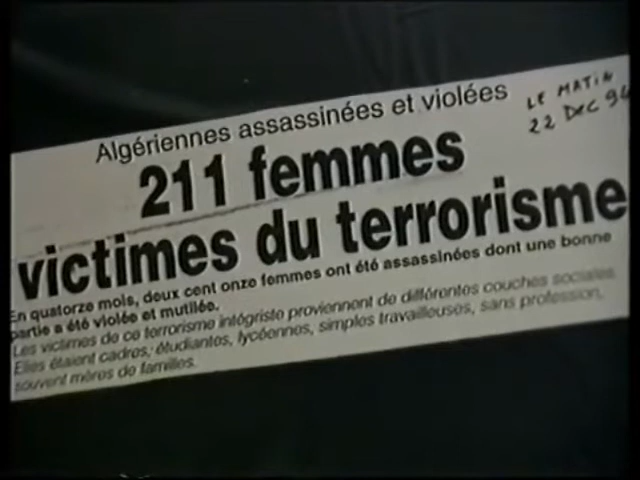 Algériennes assassinées et violées
LE MATIN
22 Dec 94
211 femmes
victimes du terrorisme
En quatorze mois, deux cent onze femmes ont été assassinées dont une bonne
partie a été violée et mutilée.
Les victimes de ce terrorisme intégriste proviennent de différentes couches sociales.
Elles étaient cadres, étudiantes, lycéennes, simples travailleuses, sans profession,
souvent mères de familles.